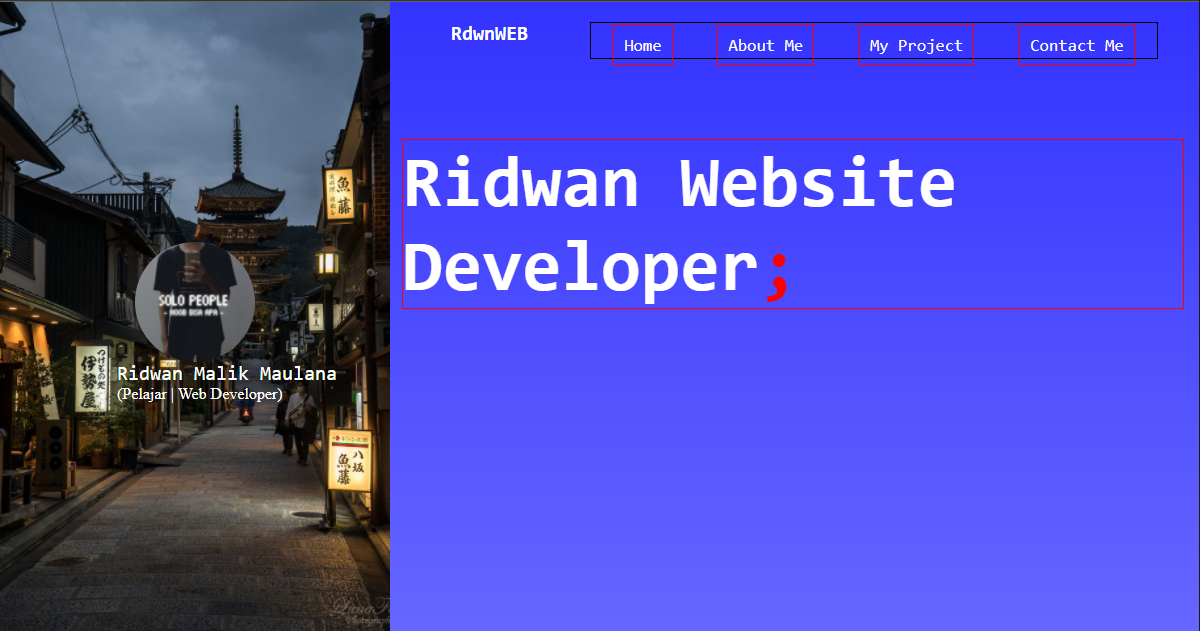 RdwnWEB
Home
About Me
My Project
Contact Me
Ridwan Website
Developer;
魚藤
SOLO PEOPLE
- NOOB BISA APA -
つけもの処
伊勢屋
Ridwan Malik Maulana
(Pelajar | Web Developer)
八坂
魚藤